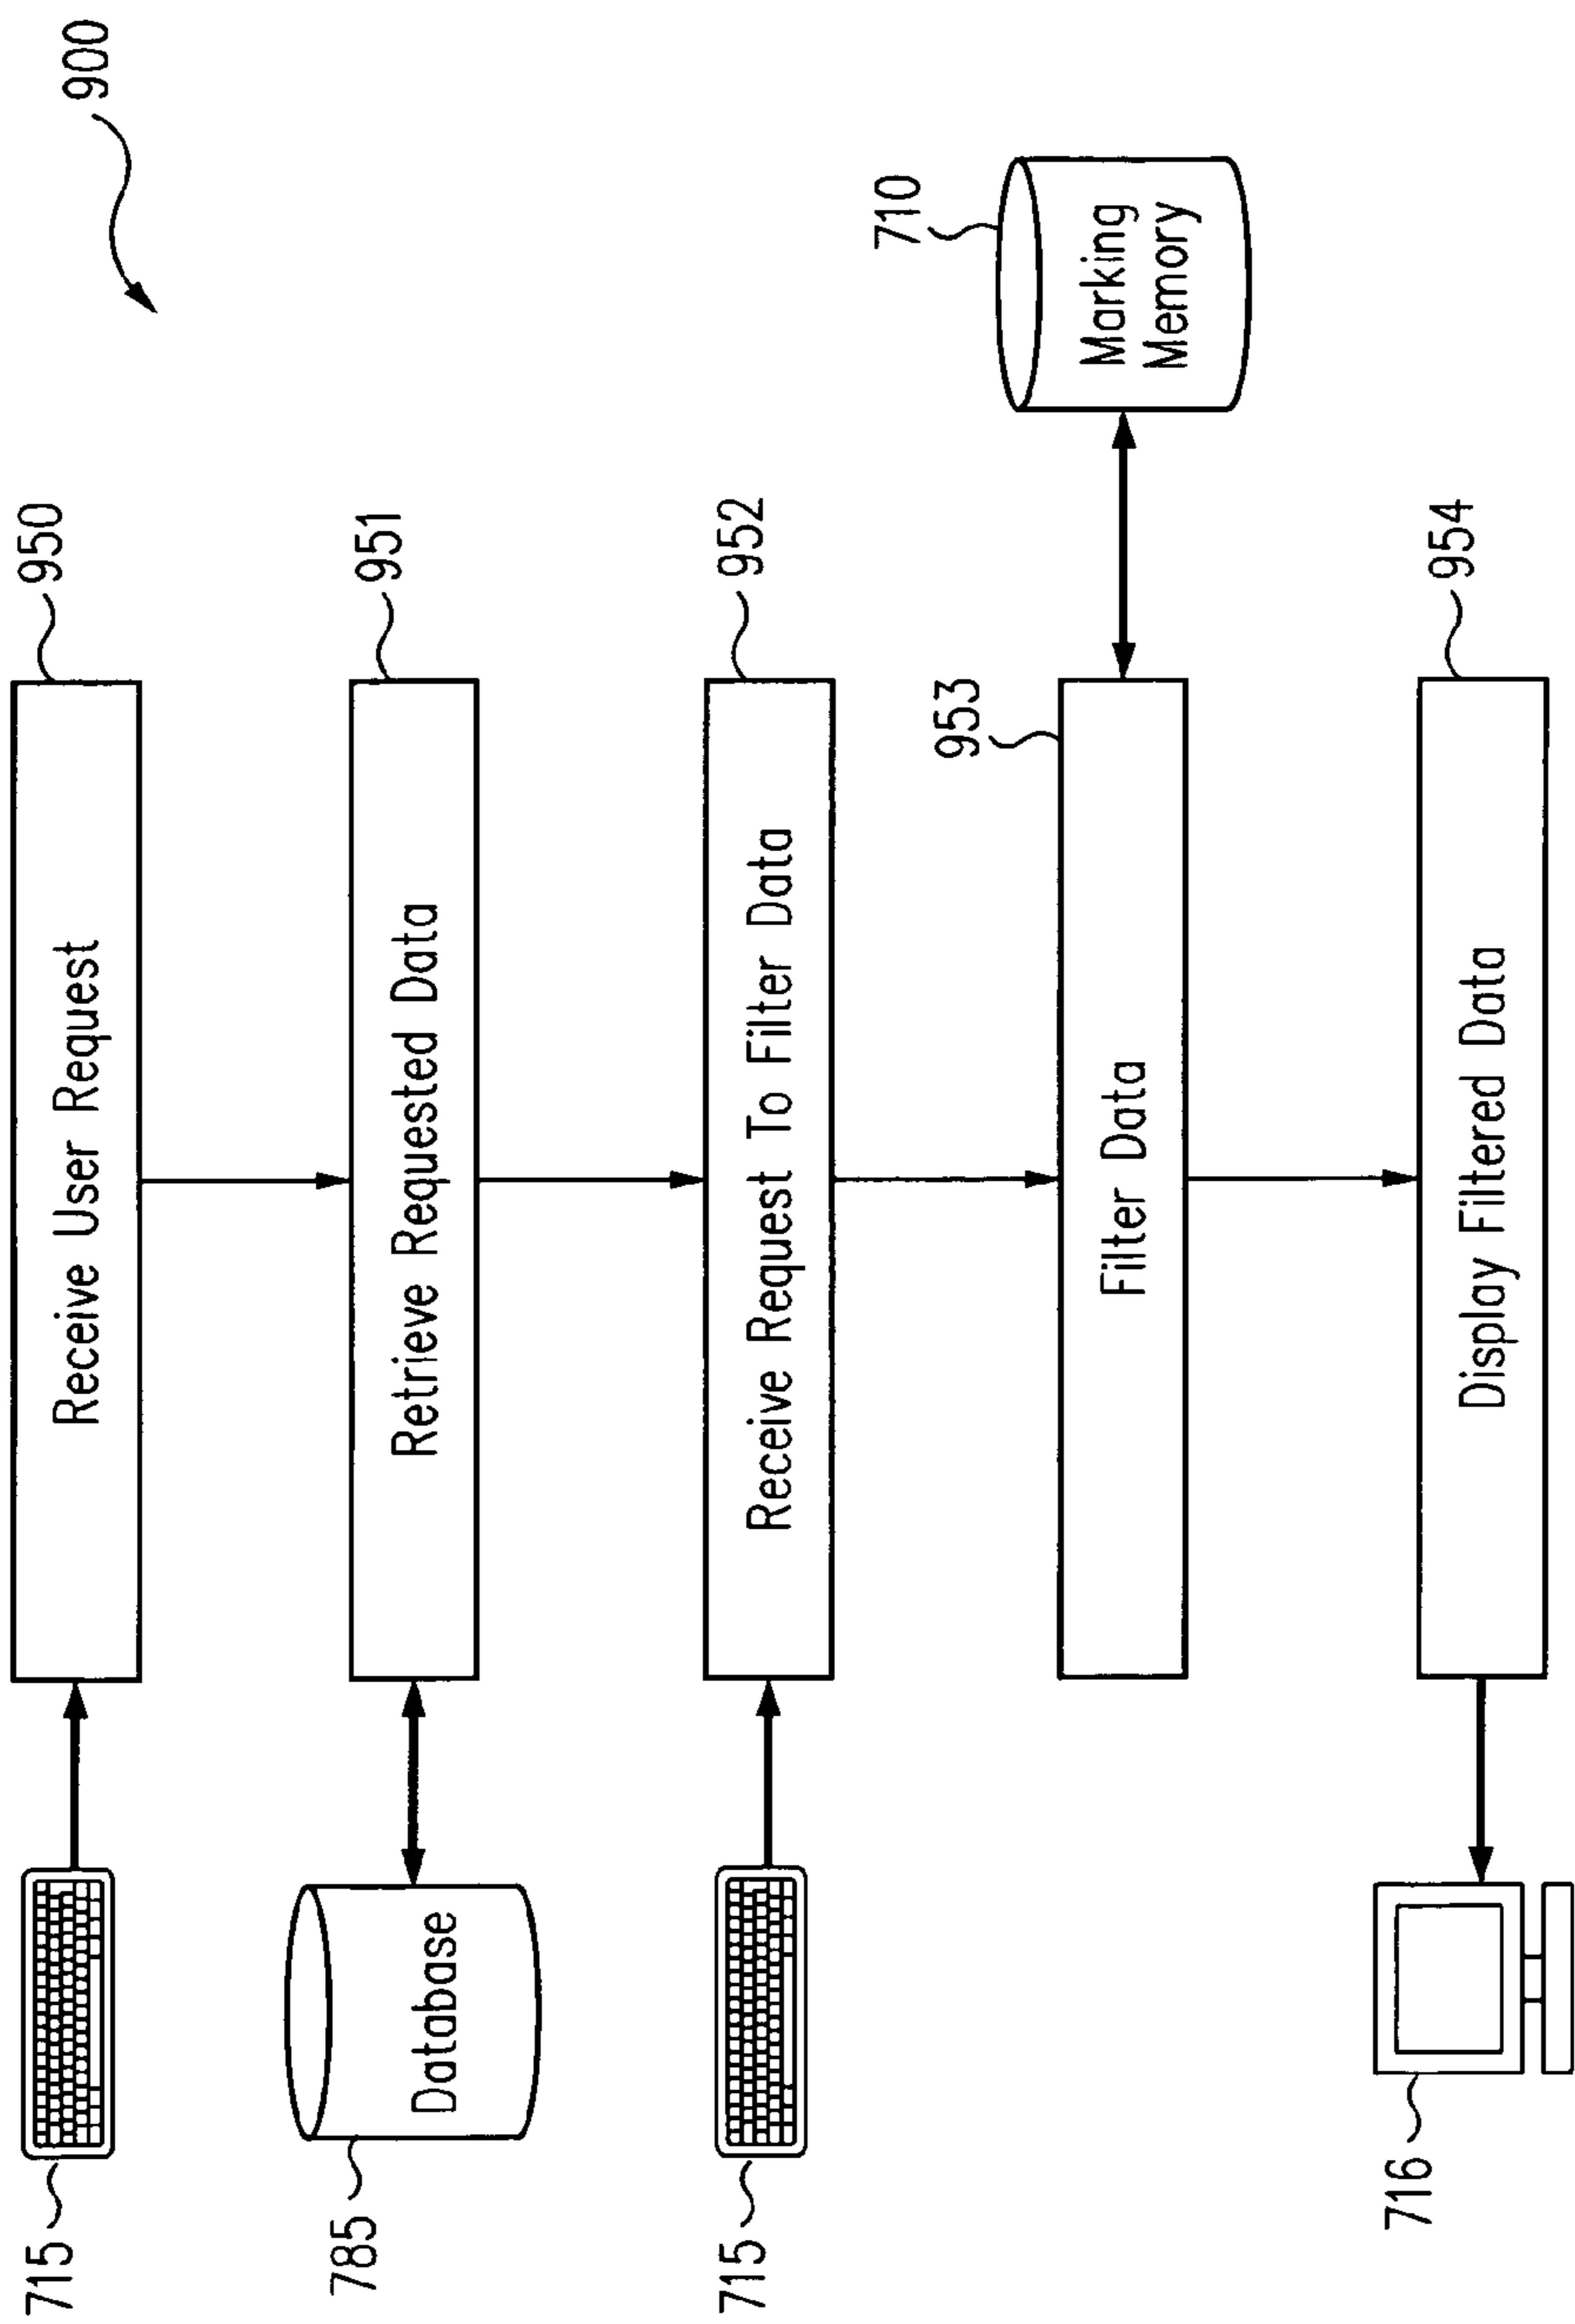 900
715
Receive User Request
950
785
Database
Retrieve Requested Data
951
715
Receive Request To Filter Data
952
Filter Data
953
710
Marking
Memory
716
Display Filtered Data
954